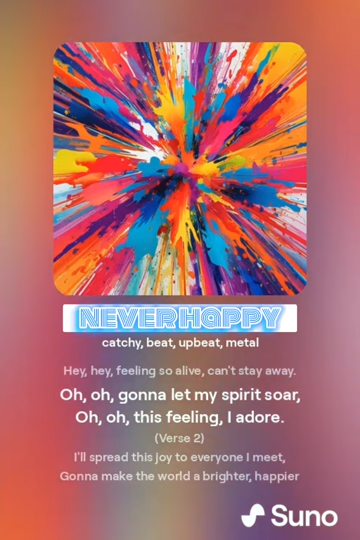 NEVERHAPPY
catchy, beat, upbeat, metal
Hey, hey, feeling so alive, can't stay away.
Oh, oh, gonna let my spirit soar,
Oh, oh, this feeling, I adore.
(Verse 2)
I'll spread this joy to everyone I meet,
Gonna make the world a brighter, happier
Suno